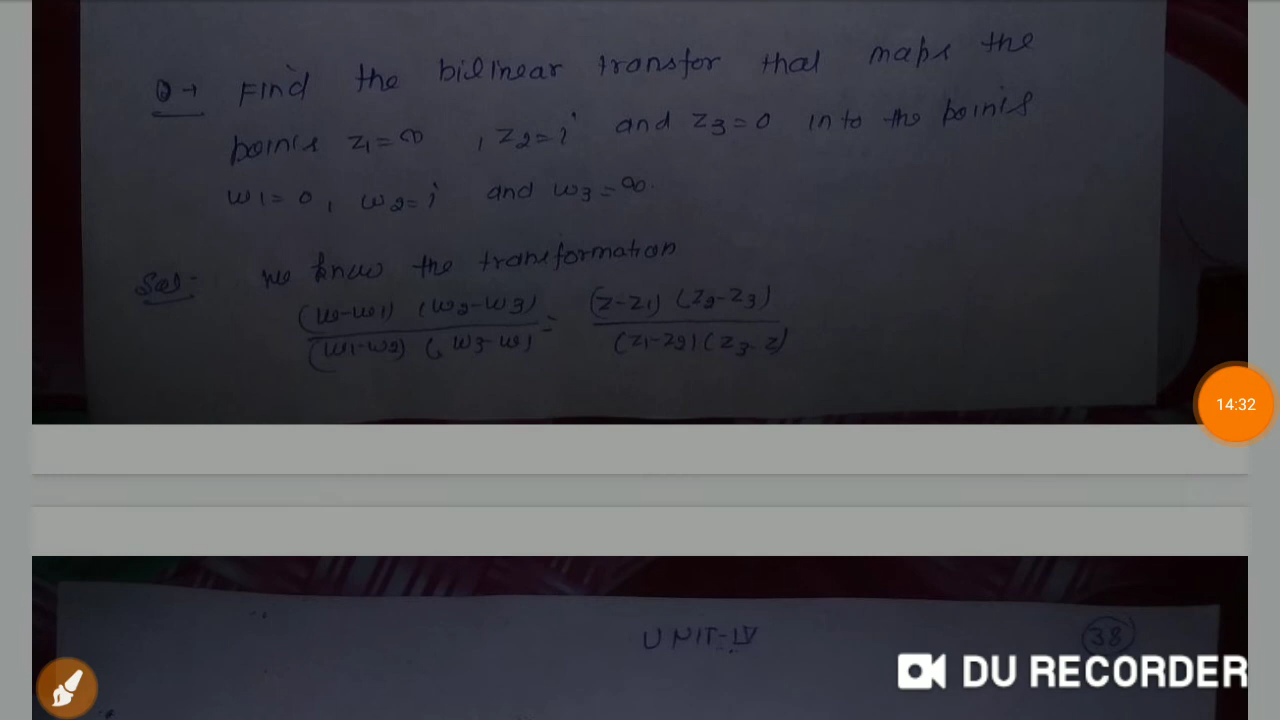 Q→ Find the bilinear transfor that maps the
points z1=∞ , z2=i and z3=0 in to the points
w1=0, w2=i and w3=∞.
Sol- we know the transformation
(w-w1) (w2-w3) / (w1-w2) (w3-w) = (z-z1) (z2-z3) / (z1-z2) (z3-z)
14:32
UNIT-IV
38
DU RECORDER